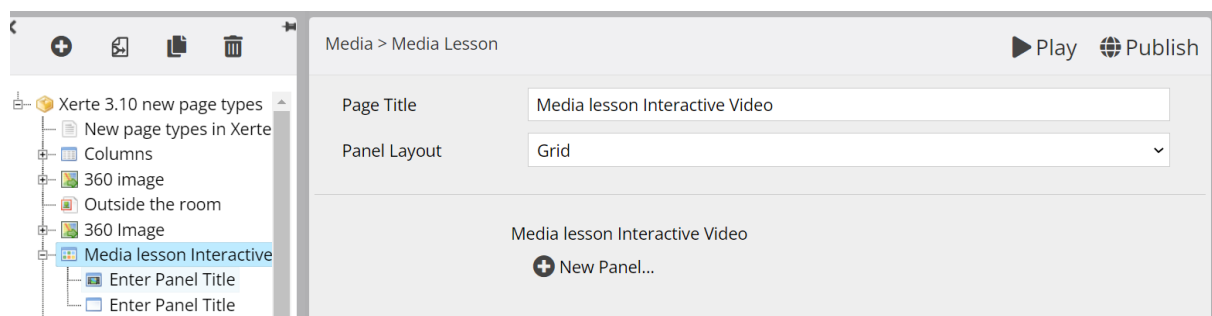 Media > Media Lesson
Play
Publish
Xerte 3.10 new page types
New page types in Xerte
Columns
360 image
Outside the room
360 Image
Media lesson Interactive
Enter Panel Title
Enter Panel Title
Page Title
Media lesson Interactive Video
Panel Layout
Grid
Media lesson Interactive Video
New Panel...